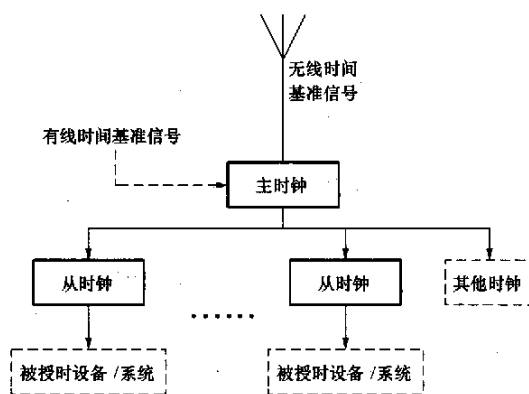 无线时间
基准信号
有线时间基准信号
主时钟
从时钟
从时钟
其他时钟
被授时设备/系统
被授时设备/系统